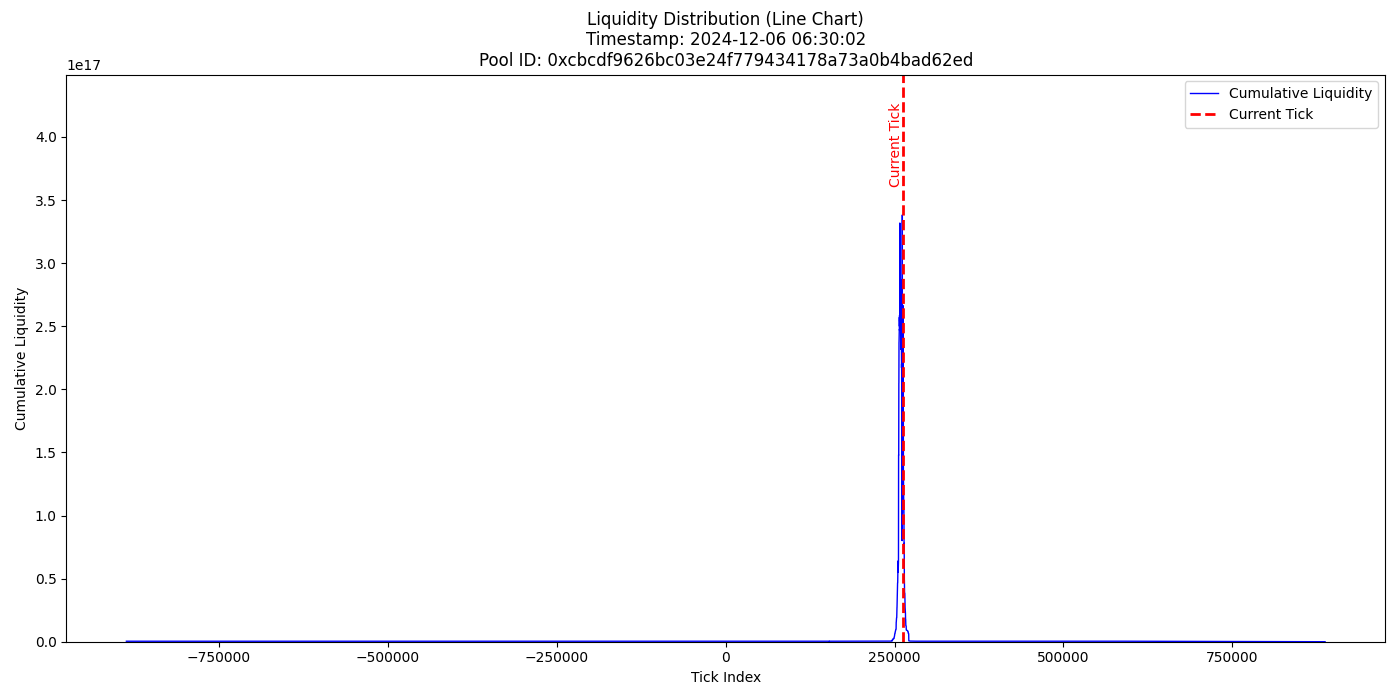 Liquidity Distribution (Line Chart)
Timestamp: 2024-12-06 06:30:02
Pool ID: 0xcbcdf9626bc03e24f779434178a73a0b4bad62ed
1e17
Cumulative Liquidity
Current Tick
Current Tick
4.0
3.5
3.0
2.5
2.0
1.5
1.0
0.5
0.0
Cumulative Liquidity
−750000
−500000
−250000
0
250000
500000
750000
Tick Index